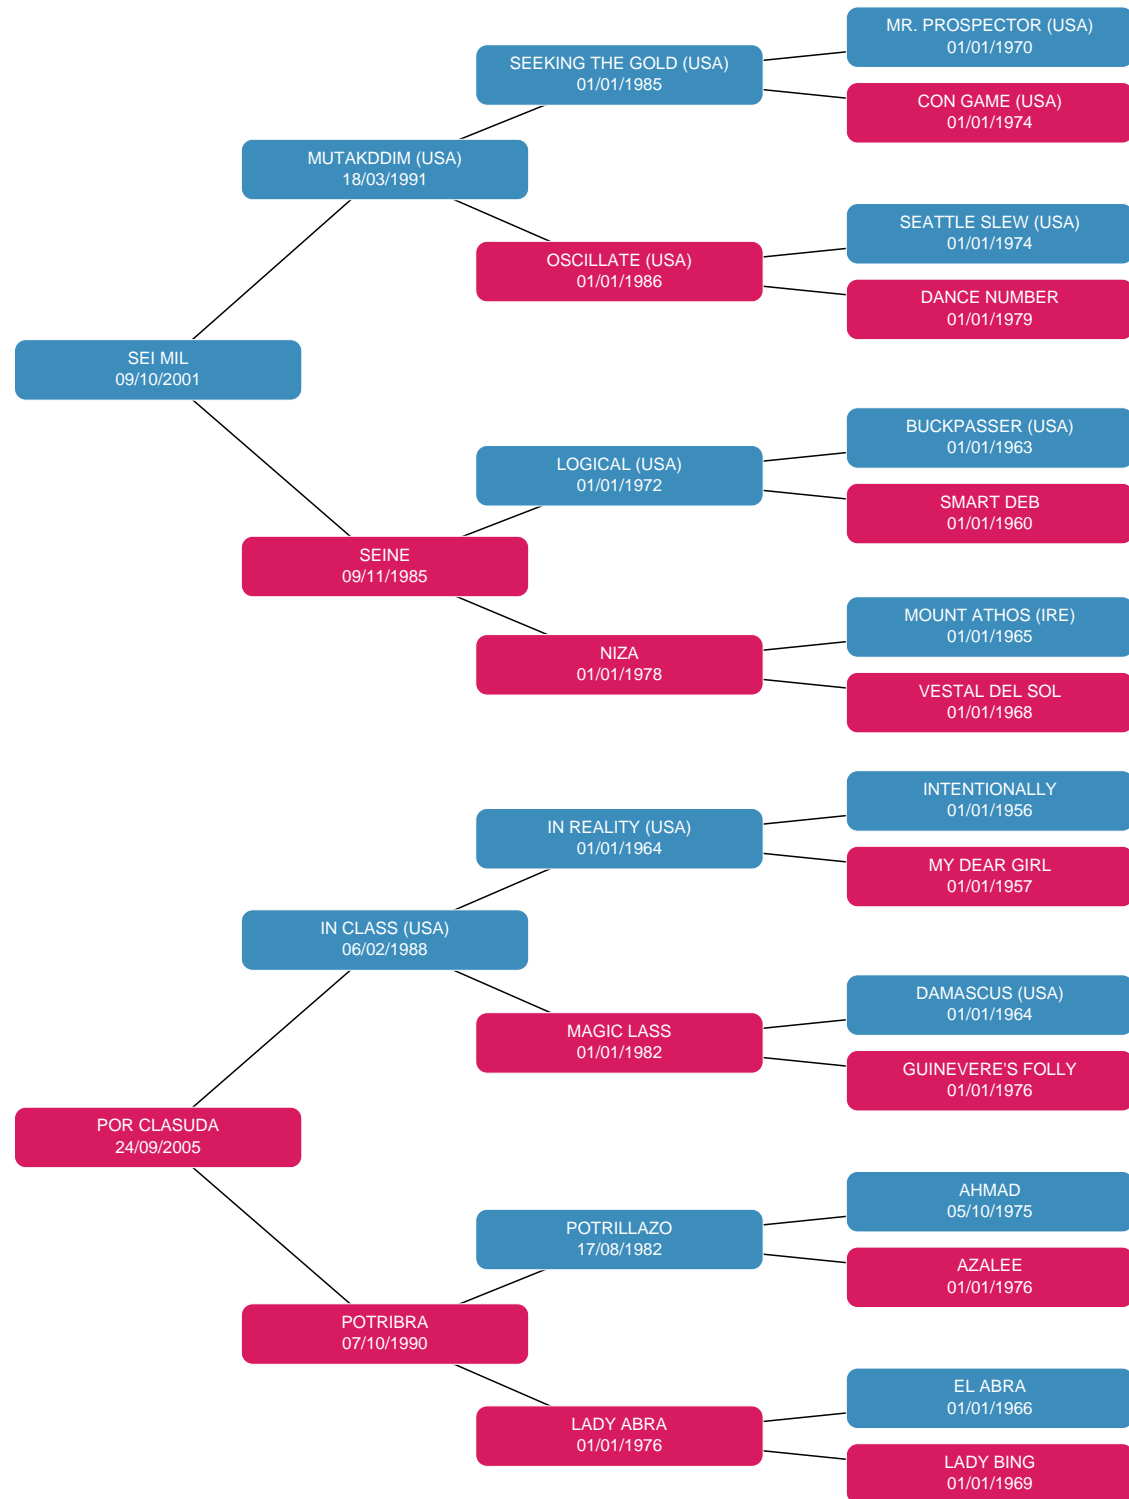 MR. PROSPECTOR (USA)
01/01/1970
SEEKING THE GOLD (USA)
01/01/1985
CON GAME (USA)
01/01/1974
MUTAKDDIM (USA)
18/03/1991
SEATTLE SLEW (USA)
01/01/1974
OSCILLATE (USA)
01/01/1986
DANCE NUMBER
01/01/1979
SEI MIL
09/10/2001
BUCKPASSER (USA)
01/01/1963
LOGICAL (USA)
01/01/1972
SMART DEB
01/01/1960
SEINE
09/11/1985
MOUNT ATHOS (IRE)
01/01/1965
NIZA
01/01/1978
VESTAL DEL SOL
01/01/1968
INTENTIONALLY
01/01/1956
IN REALITY (USA)
01/01/1964
MY DEAR GIRL
01/01/1957
IN CLASS (USA)
06/02/1988
DAMASCUS (USA)
01/01/1964
MAGIC LASS
01/01/1982
GUINEVERE'S FOLLY
01/01/1976
POR CLASUDA
24/09/2005
AHMAD
05/10/1975
POTRILLAZO
17/08/1982
AZALEE
01/01/1976
POTRIBRA
07/10/1990
EL ABRA
01/01/1966
LADY ABRA
01/01/1976
LADY BING
01/01/1969